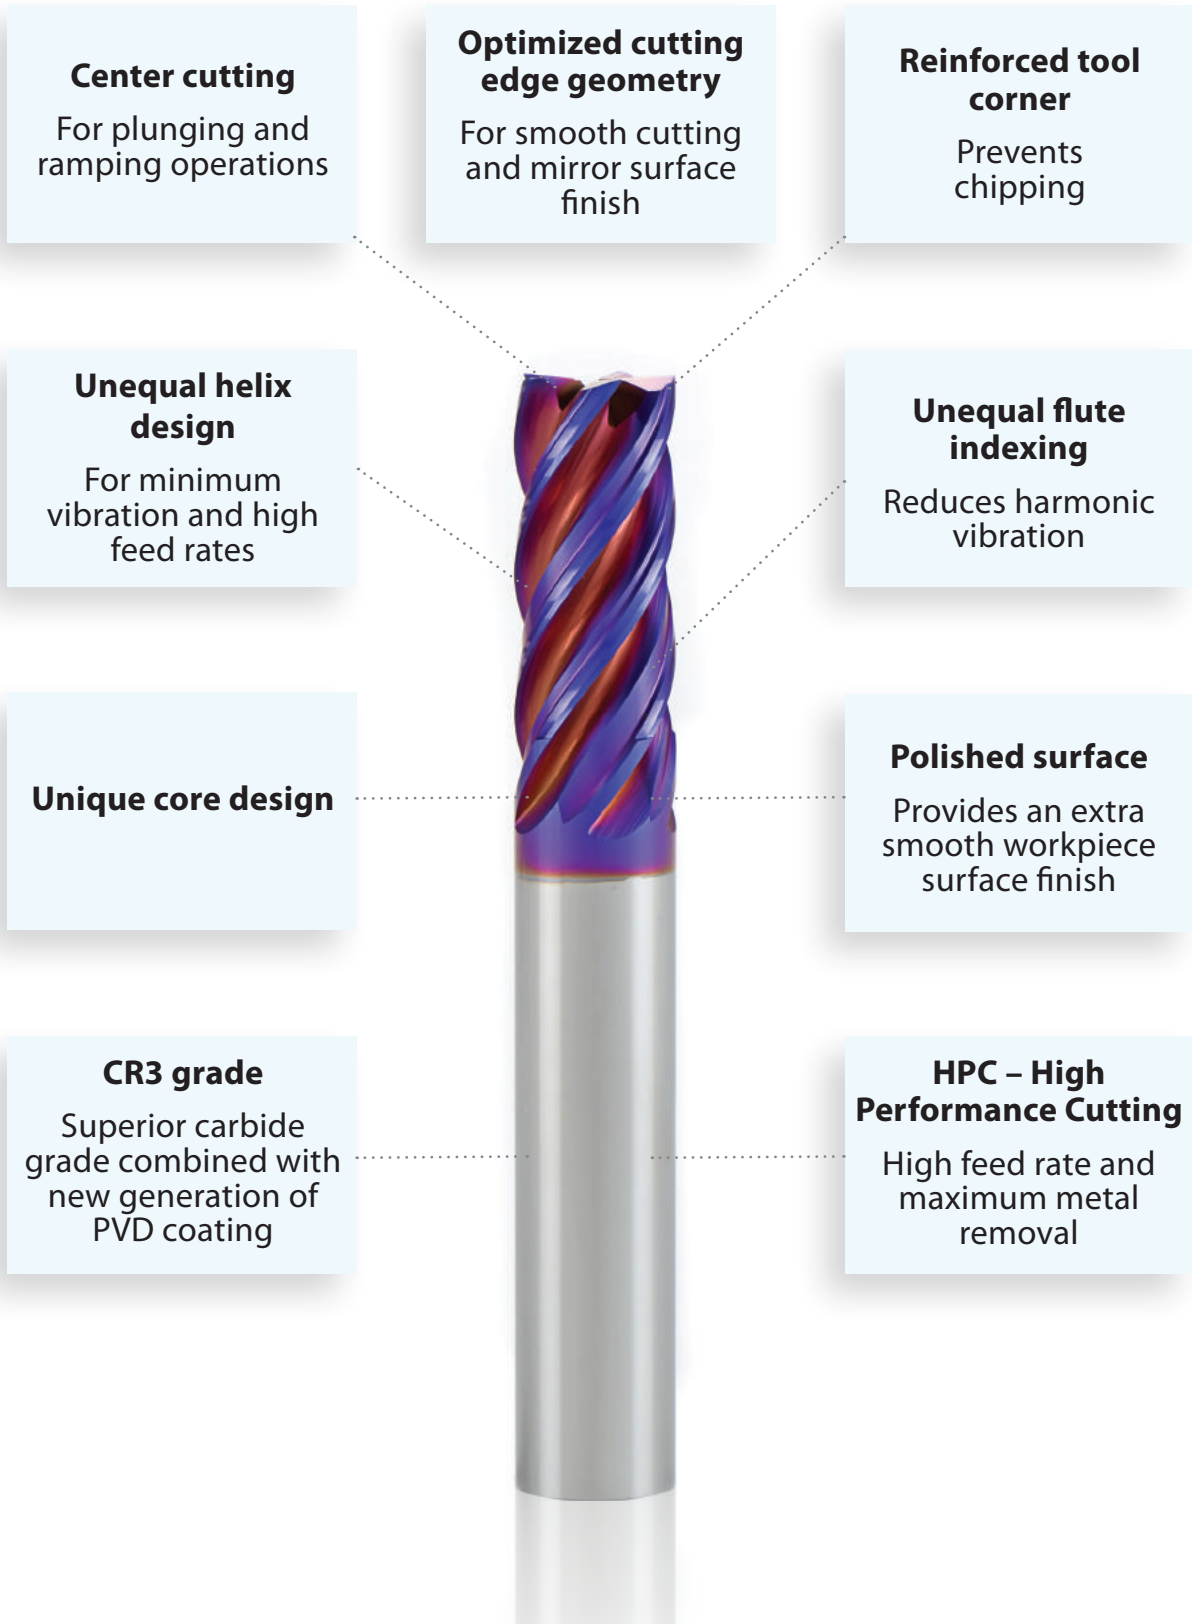 Center cutting
For plunging and
ramping operations
Optimized cutting
edge geometry
For smooth cutting
and mirror surface
finish
Reinforced tool
corner
Prevents
chipping
Unequal helix
design
For minimum
vibration and high
feed rates
Unequal flute
indexing
Reduces harmonic
vibration
Unique core design
Polished surface
Provides an extra
smooth workpiece
surface finish
CR3 grade
Superior carbide
grade combined with
new generation of
PVD coating
HPC – High
Performance Cutting
High feed rate and
maximum metal
removal